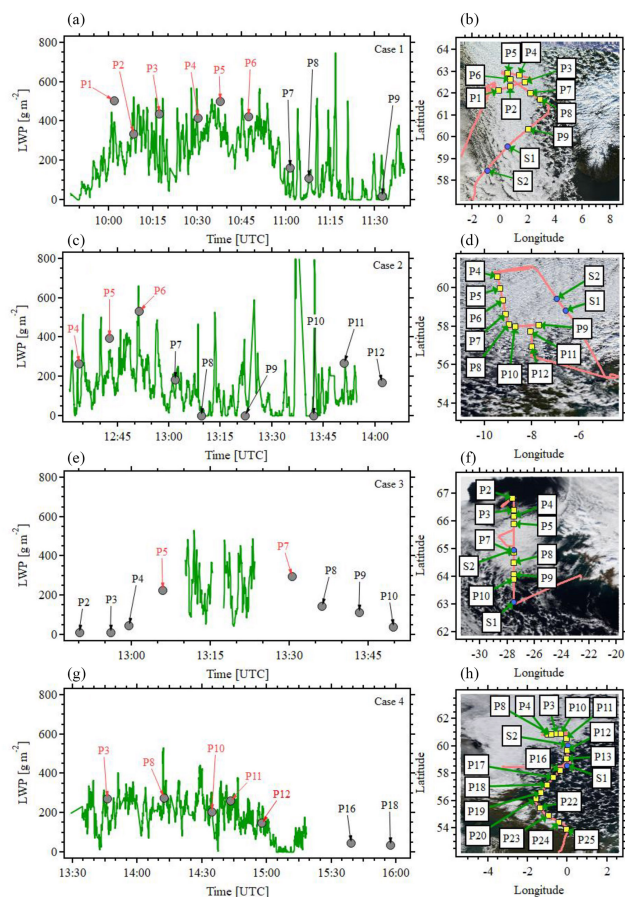 (a)
Case 1
P1
P2
P3
P4
P5
P6
P7
P8
P9
800
600
400
200
0
LWP [g m-2]
10:00
10:15
10:30
10:45
11:00
11:15
11:30
Time [UTC]
(b)
P5
P4
P6
P3
P1
P7
P2
P9
S1
S2
64
63
62
61
60
59
58
Latitude
-2
0
2
4
6
8
Longitude
(c)
Case 2
P4
P5
P6
P7
P8
P9
P10
P11
P12
800
600
400
200
0
LWP [g m-2]
12:45
13:00
13:15
13:30
13:45
14:00
Time [UTC]
(d)
P4
S2
P5
S1
P6
P7
P9
P8
P11
P10
P12
61
60
59
58
57
56
55
54
Latitude
-10
-8
-6
Longitude
(e)
Case 3
P2
P3
P4
P5
P7
P8
P9
P10
800
600
400
200
0
LWP [g m-2]
13:00
13:15
13:30
13:45
Time [UTC]
(f)
P2
P4
P3
P5
P7
P8
S2
P9
P10
S1
67
66
65
64
63
62
Latitude
-30
-28
-26
-24
-22
-20
Longitude
(g)
Case 4
P3
P8
P10
P11
P12
P16
P18
800
600
400
200
0
LWP [g m-2]
13:30
14:00
14:30
15:00
15:30
16:00
Time [UTC]
(h)
P8
P4
P3
P10
P11
S2
P12
P16
P13
P17
S1
P18
P19
P22
P20
P23
P24
P25
62
60
58
56
54
Latitude
-4
-2
0
2
Longitude